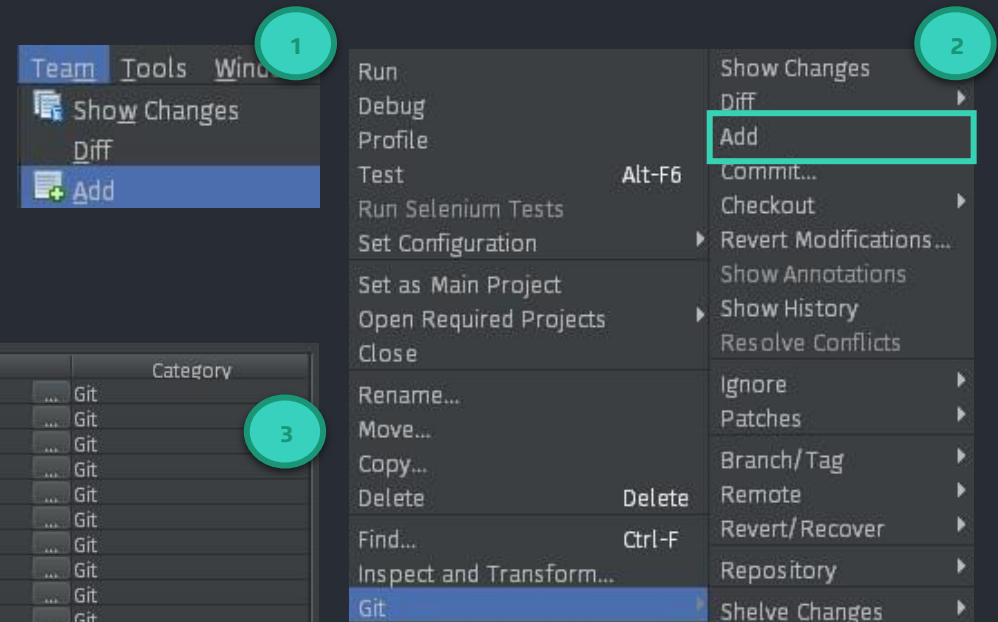 1
Team Tools Wind
Show Changes
Diff
Add
Category
... Git
... Git
... Git
... Git
... Git
... Git
... Git
... Git
... Git
Git
3
Run
Debug
Profile
Test Alt-F6
Run Selenium Tests
Set Configuration
Set as Main Project
Open Required Projects
Close
Rename...
Move...
Copy...
Delete Delete
Find... Ctrl-F
Inspect and Transform...
Git
2
Show Changes
Diff
Add
Commit...
Checkout
Revert Modifications...
Show Annotations
Show History
Resolve Conflicts
Ignore
Patches
Branch/Tag
Remote
Revert/Recover
Repository
Shelve Changes